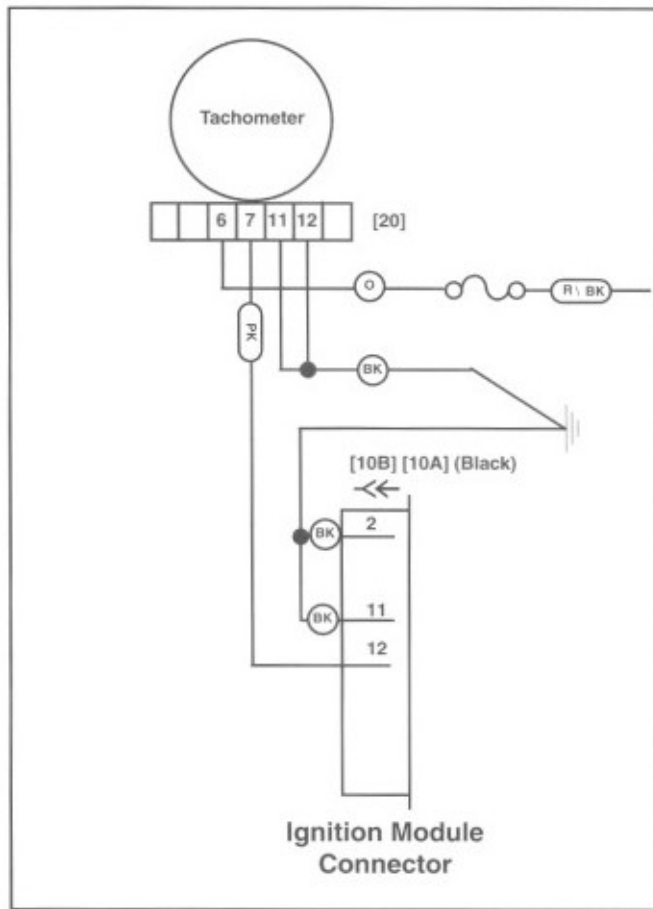 Tachometer
6 7 11 12 [20]
O R \ BK
PK
BK
[10B] [10A] (Black)
BK 2
BK 11
12
Ignition Module
Connector